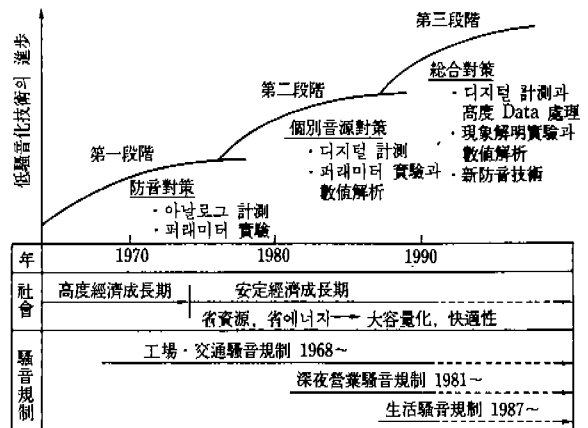 低騷音化技術의 進歩
第一段階
防音對策
· 아날로그 計測
· 퍼래미터 實驗
第二段階
個別音源對策
· 디지털 計測
· 퍼래미터 實驗과
數値解析
第三段階
総合對策
· 디지털 計測과
高度 Data 處理
· 現象解明實驗과
數値解析
· 新防音技術
年
1970
1980
1990
社會
高度經濟成長期
安定經濟成長期
省資源, 省에너지
大容量化, 快適性
騷音規制
工場 · 交通騷音規制 1968~
深夜營業騷音規制 1981~
生活騷音規制 1987~